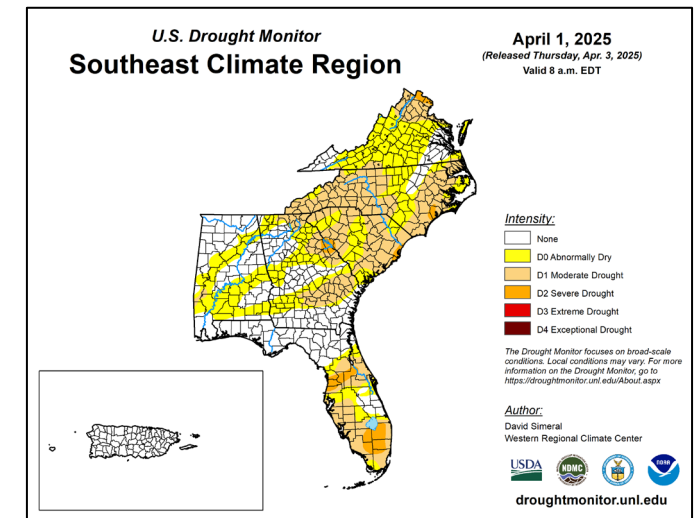 U.S. Drought Monitor
Southeast Climate Region
April 1, 2025
(Released Thursday, Apr. 3, 2025)
Valid 8 a.m. EDT
Intensity:
None
D0 Abnormally Dry
D1 Moderate Drought
D2 Severe Drought
D3 Extreme Drought
D4 Exceptional Drought
The Drought Monitor focuses on broad-scale
conditions. Local conditions may vary. For more
information on the Drought Monitor, go to
https://droughtmonitor.unl.edu/About.aspx
Author:
David Simeral
Western Regional Climate Center
USDA
NDMC
NOAA
droughtmonitor.unl.edu